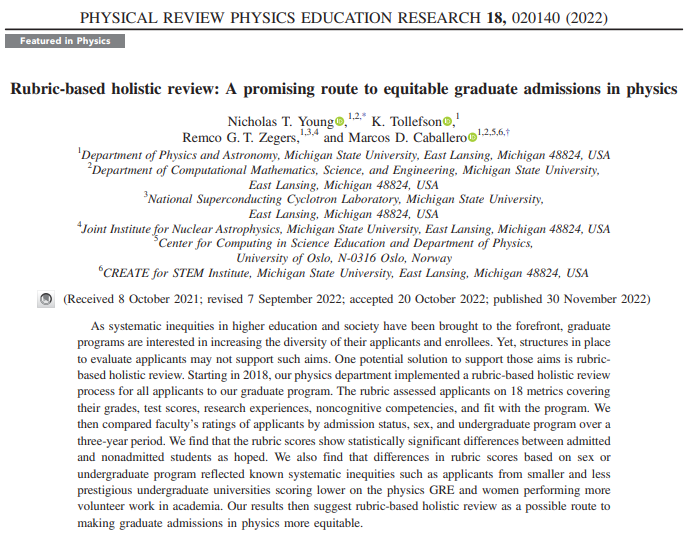 PHYSICAL REVIEW PHYSICS EDUCATION RESEARCH 18, 020140 (2022)
Featured in Physics
Rubric-based holistic review: A promising route to equitable graduate admissions in physics
Nicholas T. Young,1,2,* K. Tollefson,1
Remco G. T. Zegers,1,3,4 and Marcos D. Caballero1,2,5,6,†
1Department of Physics and Astronomy, Michigan State University, East Lansing, Michigan 48824, USA
2Department of Computational Mathematics, Science, and Engineering, Michigan State University,
East Lansing, Michigan 48824, USA
3National Superconducting Cyclotron Laboratory, Michigan State University,
East Lansing, Michigan 48824, USA
4Joint Institute for Nuclear Astrophysics, Michigan State University, East Lansing, Michigan 48824, USA
5Center for Computing in Science Education and Department of Physics,
University of Oslo, N-0316 Oslo, Norway
6CREATE for STEM Institute, Michigan State University, East Lansing, Michigan 48824, USA
(Received 8 October 2021; revised 7 September 2022; accepted 20 October 2022; published 30 November 2022)
As systematic inequities in higher education and society have been brought to the forefront, graduate
programs are interested in increasing the diversity of their applicants and enrollees. Yet, structures in place
to evaluate applicants may not support such aims. One potential solution to support those aims is rubric-
based holistic review. Starting in 2018, our physics department implemented a rubric-based holistic review
process for all applicants to our graduate program. The rubric assessed applicants on 18 metrics covering
their grades, test scores, research experiences, noncognitive competencies, and fit with the program. We
then compared faculty's ratings of applicants by admission status, sex, and undergraduate program over a
three-year period. We find that the rubric scores show statistically significant differences between admitted
and nonadmitted students as hoped. We also find that differences in rubric scores based on sex or
undergraduate program reflected known systematic inequities such as applicants from smaller and less
prestigious undergraduate universities scoring lower on the physics GRE and women performing more
volunteer work in academia. Our results then suggest rubric-based holistic review as a possible route to
making graduate admissions in physics more equitable.